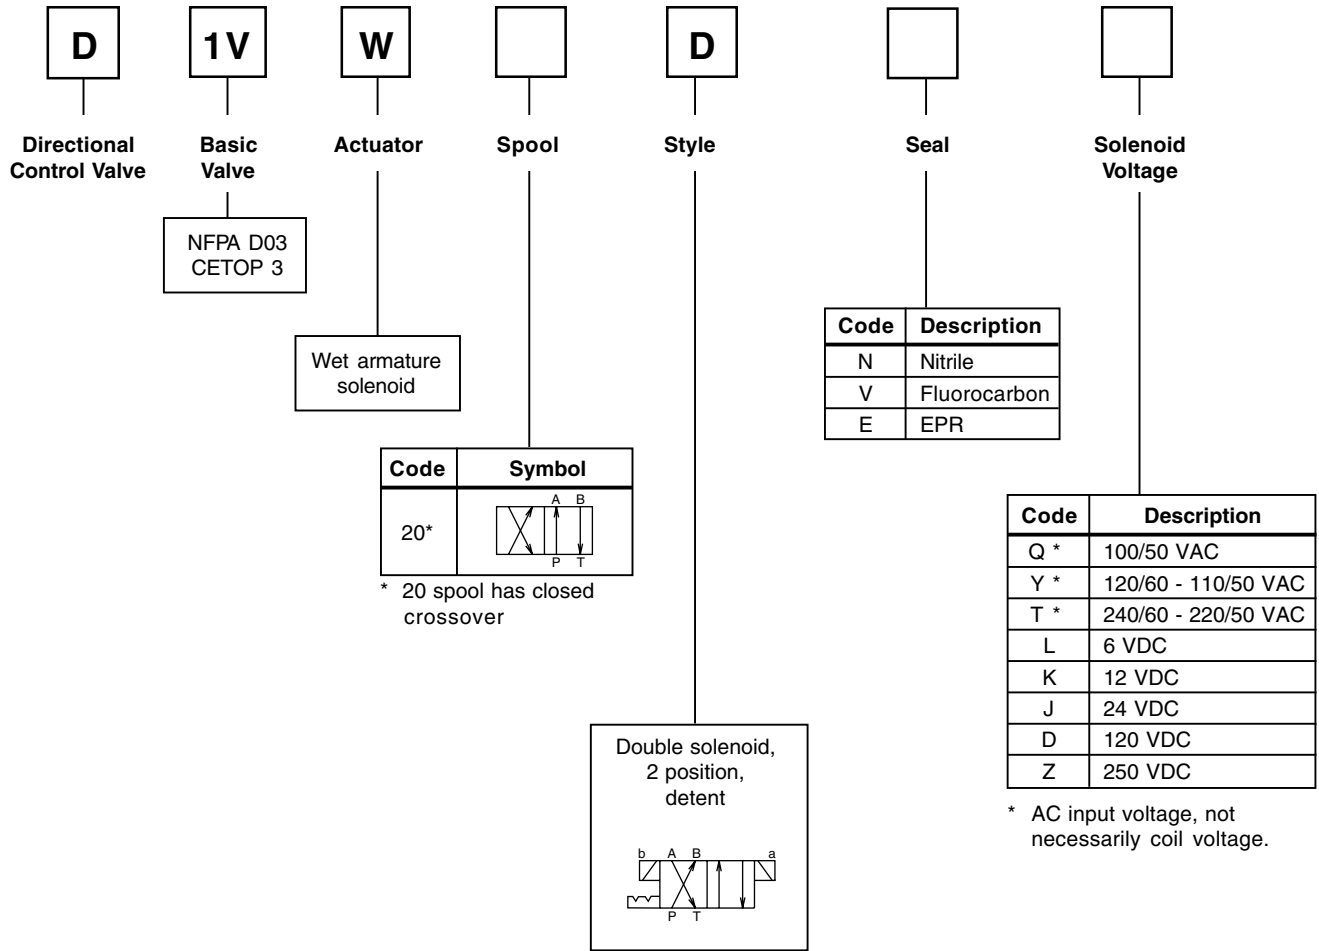 D 1V W D
Directional
Control Valve
Basic
Valve
Actuator
Spool
Style
Seal
Solenoid
Voltage
NFPA D03
CETOP 3
Wet armature
solenoid
Code Symbol
20*
A B
P T
* 20 spool has closed
crossover
Double solenoid,
2 position,
detent
b A B a
P T
Code Description
N Nitrile
V Fluorocarbon
E EPR
Code Description
Q * 100/50 VAC
Y * 120/60 - 110/50 VAC
T * 240/60 - 220/50 VAC
L 6 VDC
K 12 VDC
J 24 VDC
D 120 VDC
Z 250 VDC
* AC input voltage, not
necessarily coil voltage.